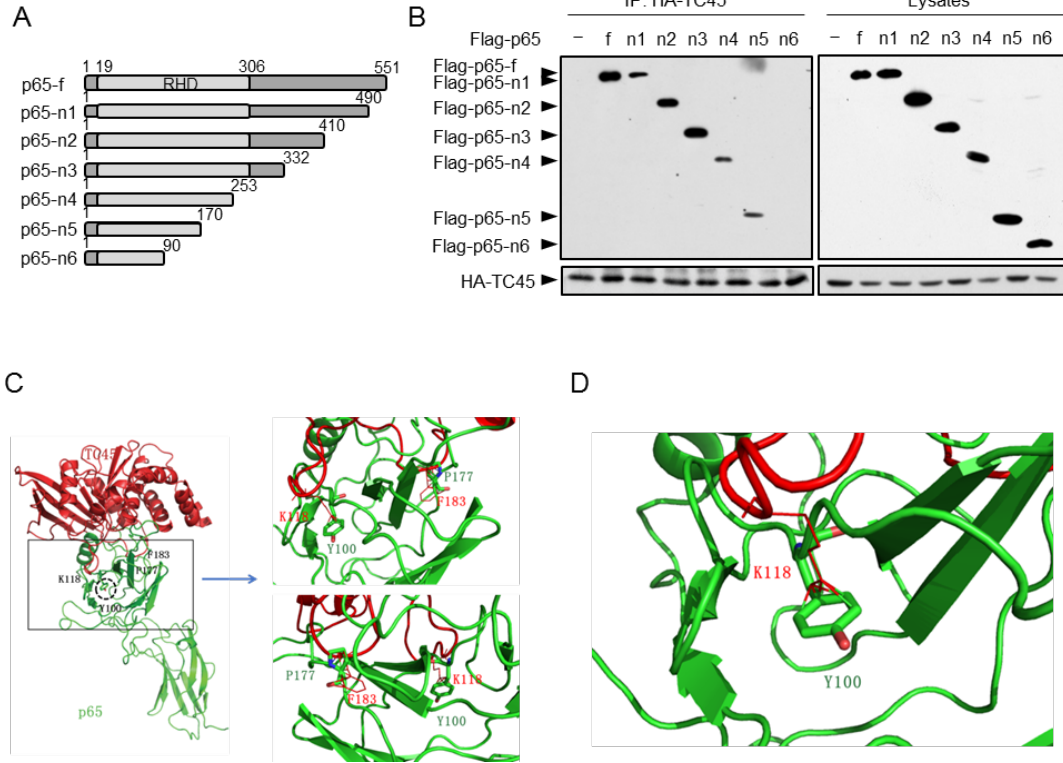 A
1 19 306 551
p65-f RHD
490
p65-n1
1
410
p65-n2
1
332
p65-n3
1
253
p65-n4
1
170
p65-n5
1
90
p65-n6
B
IP: HA-TC45 Lysates
Flag-p65 – f n1 n2 n3 n4 n5 n6 – f n1 n2 n3 n4 n5 n6
Flag-p65-f
Flag-p65-n1
Flag-p65-n2
Flag-p65-n3
Flag-p65-n4
Flag-p65-n5
Flag-p65-n6
HA-TC45
C
TC45
F183
P177
K118
Y100
p65
P177
F183
K118
Y100
P177
F183
K118
Y100
D
K118
Y100